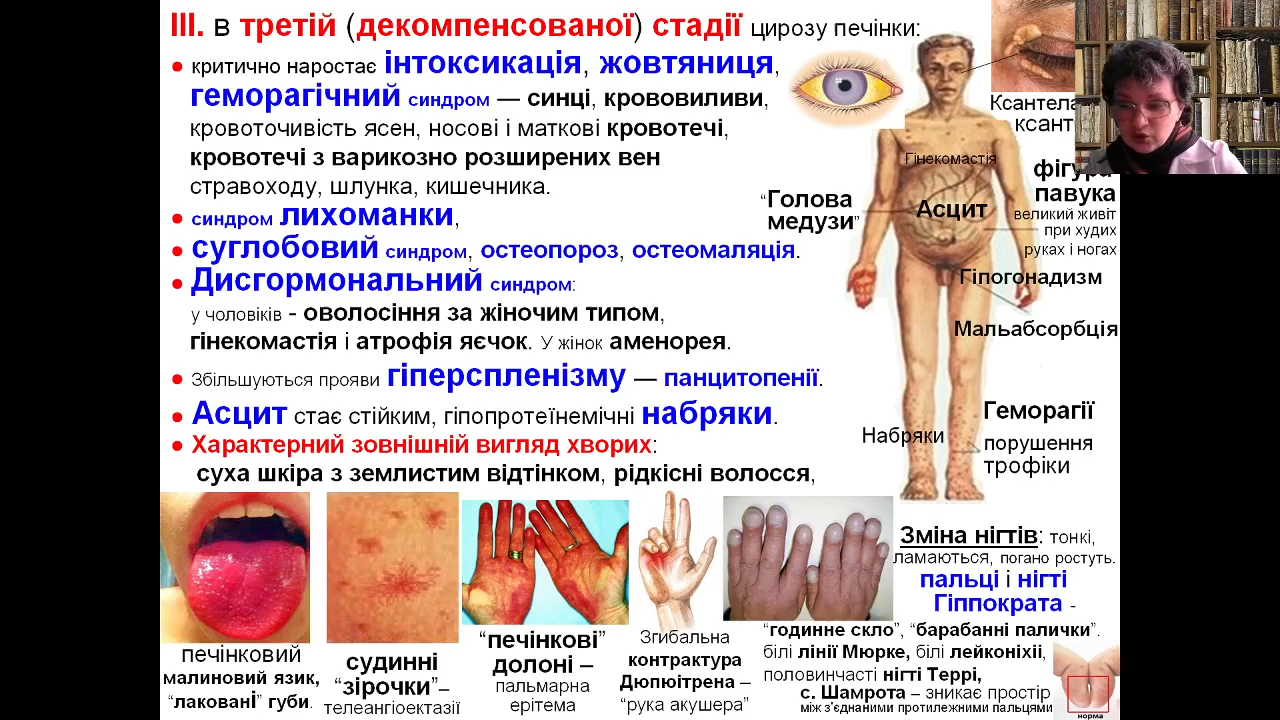 III. в третій (декомпенсованої) стадії цирозу печінки:
● критично наростає інтоксикація, жовтяниця,
геморагічний синдром — синці, крововиливи,
кровоточивість ясен, носові і маткові кровотечі,
кровотечі з варикозно розширених вен
стравоходу, шлунка, кишечника.
● синдром лихоманки,
● суглобовий синдром, остеопороз, остеомаляція.
● Дисгормональний синдром:
у чоловіків - оволосіння за жіночим типом,
гінекомастія і атрофія яєчок. У жінок аменорея.
● Збільшуються прояви гіперспленізму — панцитопенії.
● Асцит стає стійким, гіпопротеїнемічні набряки.
● Характерний зовнішній вигляд хворих:
суха шкіра з землистим відтінком, рідкісні волосся,
Гінекомастія
фігура
павука
великий живіт
при худих
руках і ногах
“Голова
медузи”
Асцит
Гіпогонадизм
Мальабсорбція
Геморагії
Набряки
порушення
трофіки
печінковий
малиновий язик,
“лаковані” губи.
судинні
“зірочки”–
телеангіоектазії
“печінкові”
долоні –
пальмарна
ерітема
Згибальна
контрактура
Дюпюітрена –
“рука акушера”
Зміна нігтів: тонкі,
ламаються, погано ростуть.
пальці і нігті
Гіппократа -
“годинне скло”, “барабанні палички”.
білі лінії Мюрке, білі лейконіхіі,
половинчасті нігті Террі,
с. Шамрота – зникає простір
між з'єднаними протилежними пальцями
норма